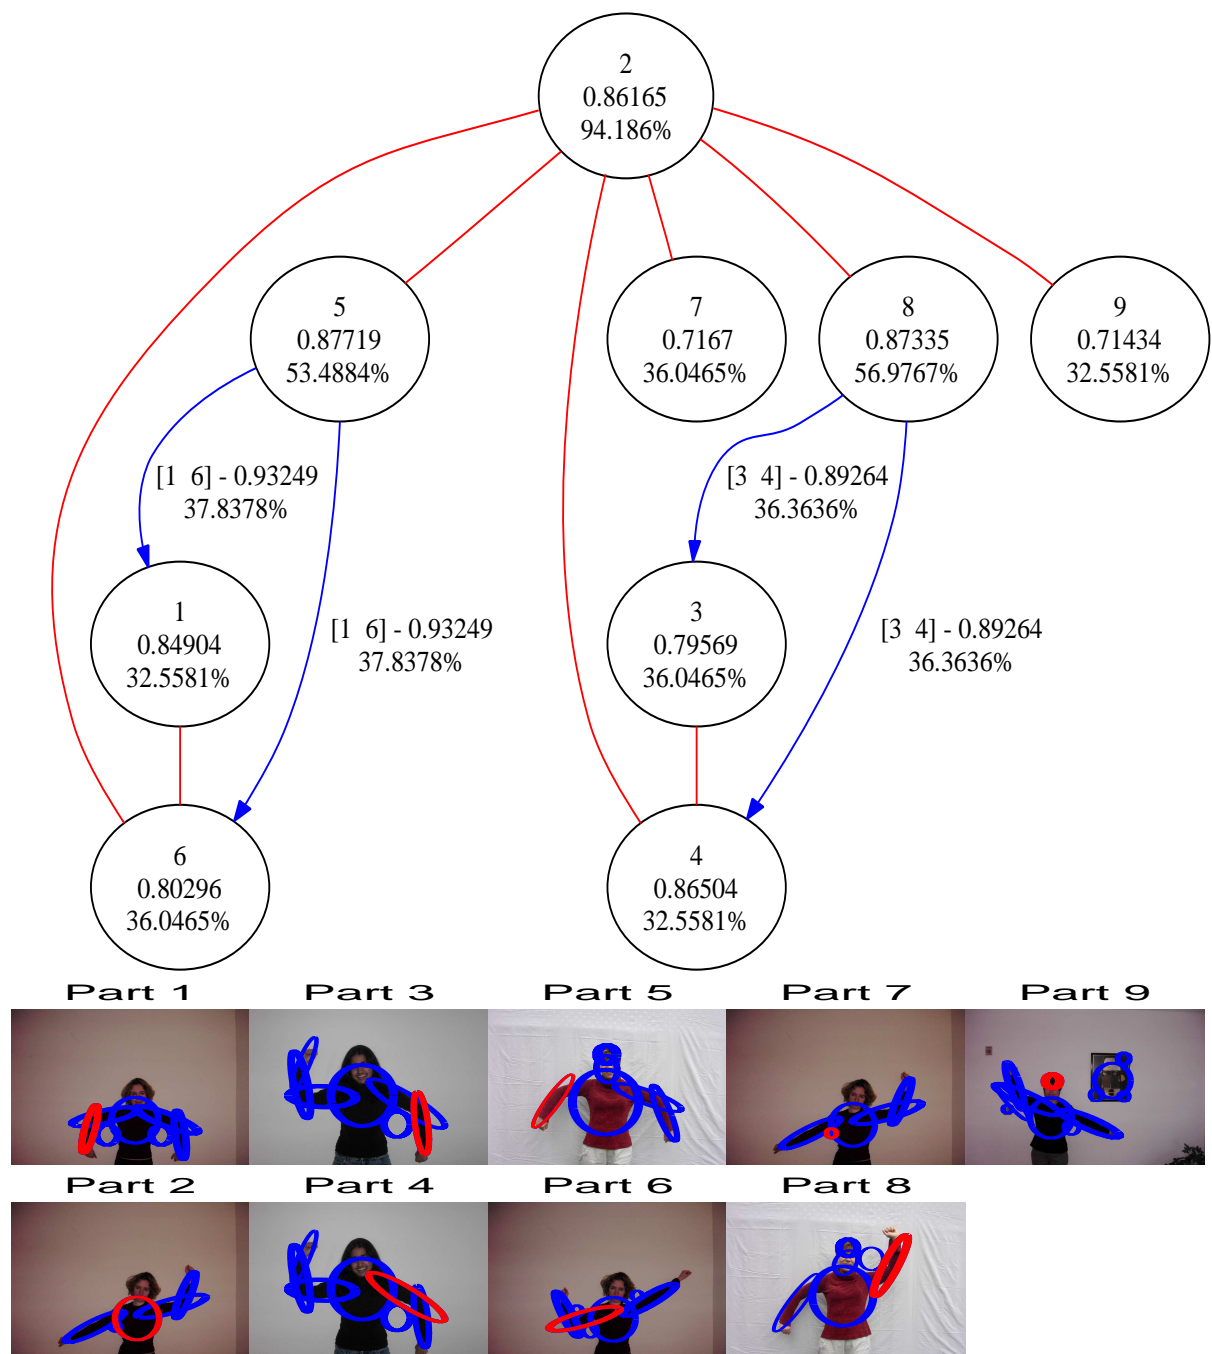 2
0.86165
94.186%
5
0.87719
53.4884%
7
0.7167
36.0465%
8
0.87335
56.9767%
9
0.71434
32.5581%
[1 6] - 0.93249
37.8378%
[3 4] - 0.89264
36.3636%
1
0.84904
32.5581%
[1 6] - 0.93249
37.8378%
3
0.79569
36.0465%
[3 4] - 0.89264
36.3636%
6
0.80296
36.0465%
4
0.86504
32.5581%
Part 1
Part 3
Part 5
Part 7
Part 9
Part 2
Part 4
Part 6
Part 8